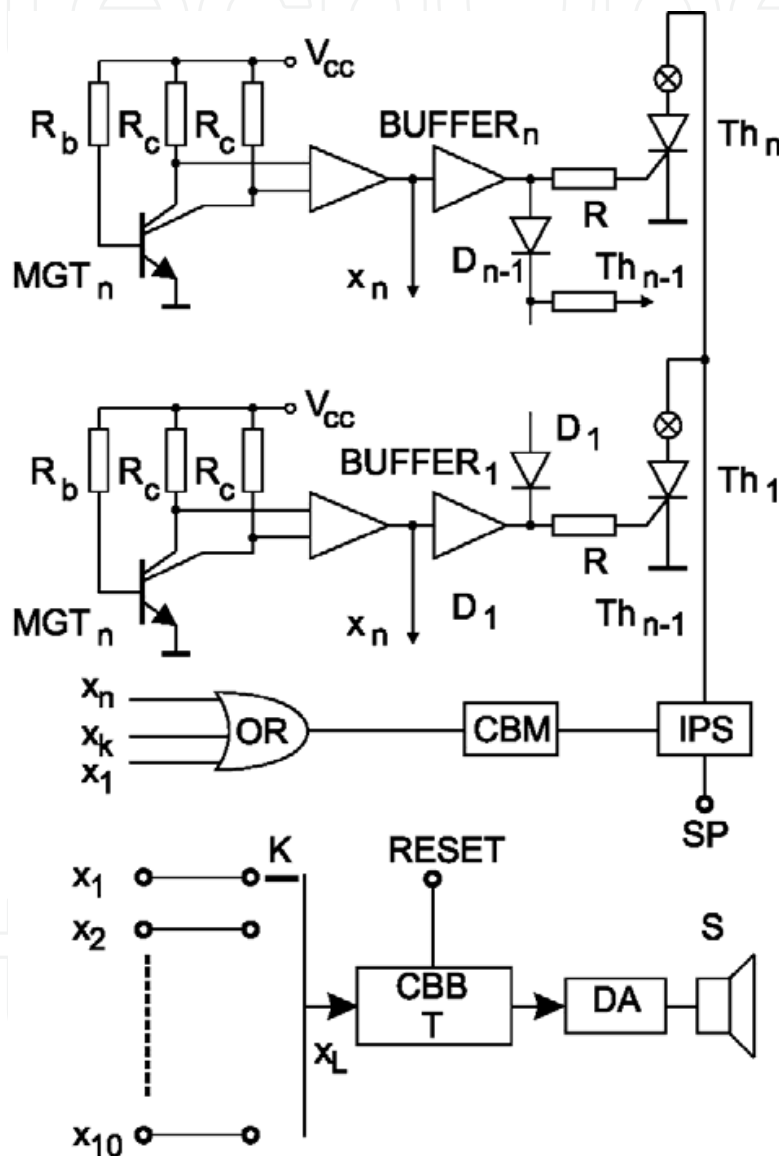 Vcc
Rb Rc Rc
BUFFERn
Thn
R
MGTn
xn
Dn-1
Thn-1
Vcc
D1
Rb Rc Rc
BUFFER1
Th1
R
MGTn
xn
D1
Thn-1
xn
xk
x1
OR
CBM
IPS
SP
K
RESET
x1
x2
S
CBB
T
DA
xL
x10